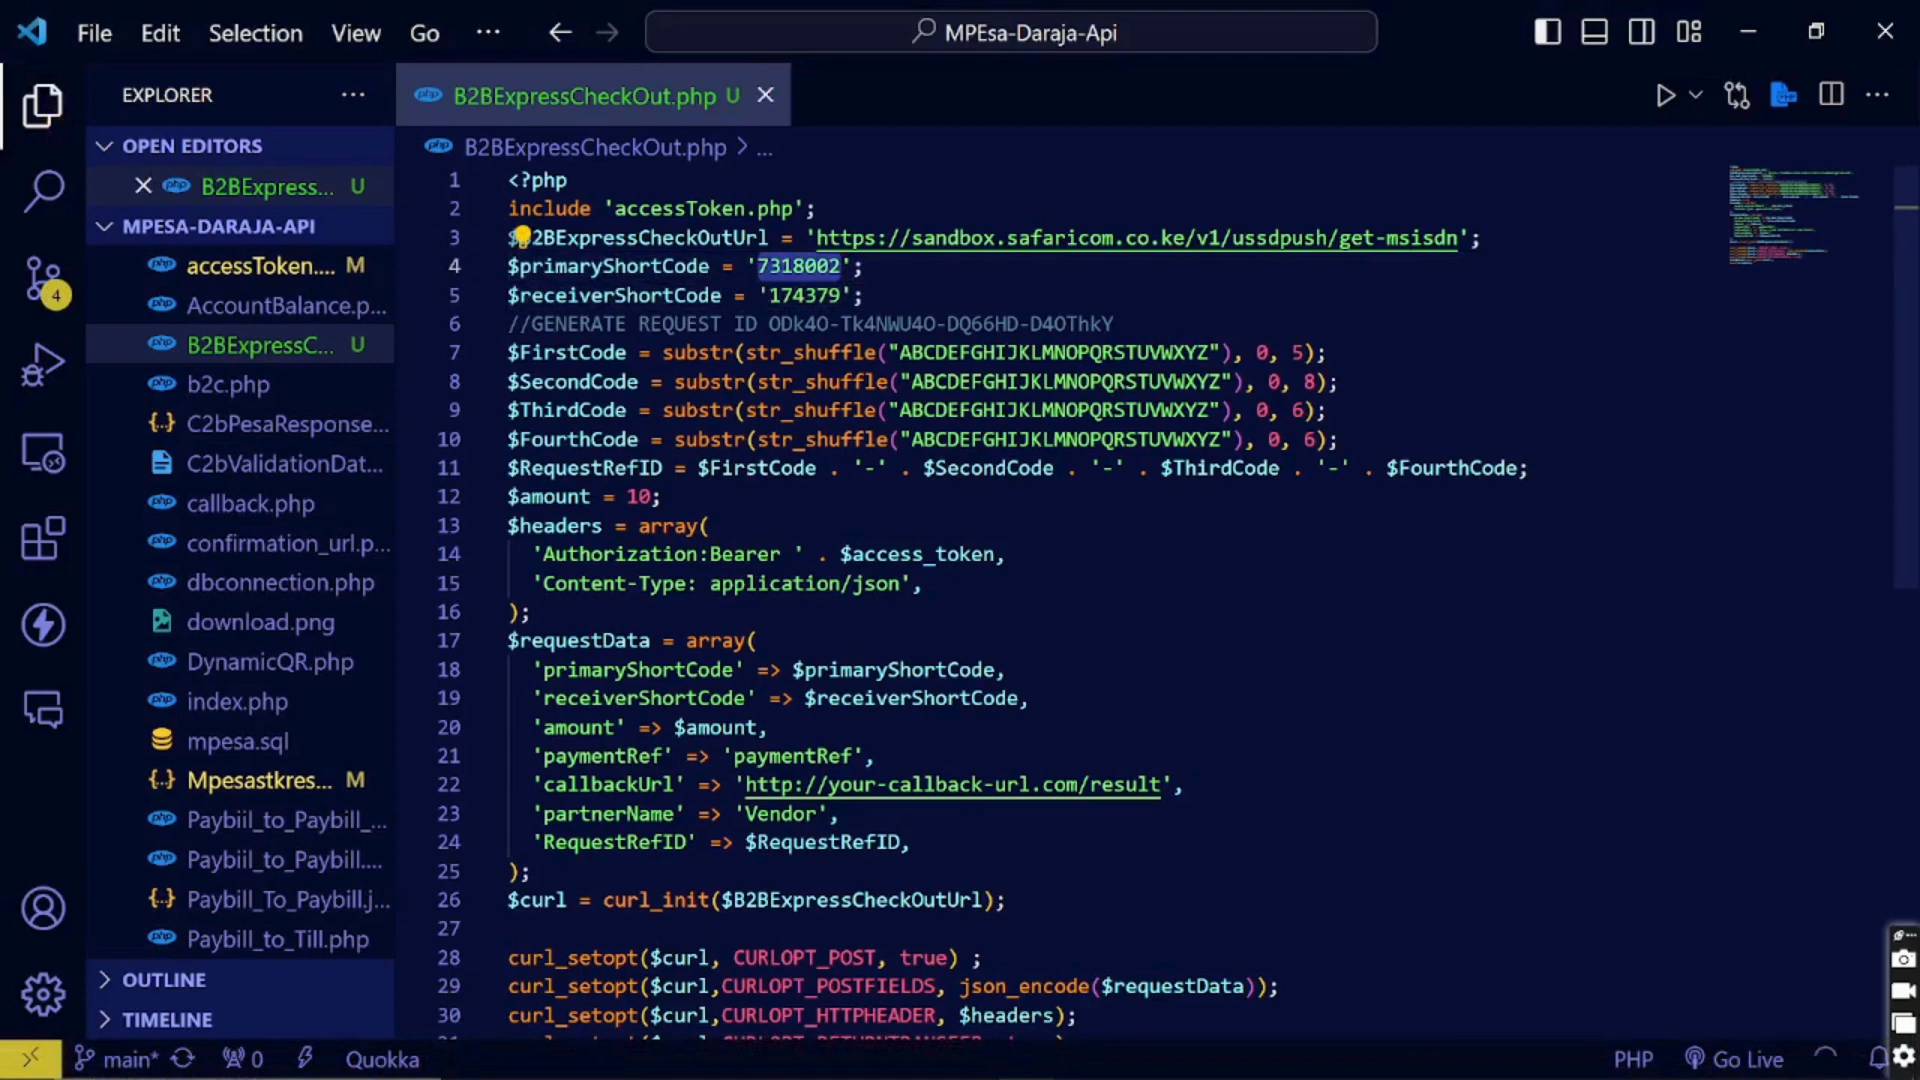 File Edit Selection View Go ··· MPEsa-Daraja-Api
EXPLORER ···
B2BExpressCheckOut.php U
OPEN EDITORS
B2BExpress... U
MPESA-DARAJA-API
accessToken.... M
AccountBalance.p...
B2BExpressC... U
b2c.php
C2bPesaResponse...
C2bValidationDat...
callback.php
confirmation_url.p...
dbconnection.php
download.png
DynamicQR.php
index.php
mpesa.sql
Mpesastkres... M
Paybiil_to_Paybill_...
Paybiil_to_Paybill....
Paybill_To_Paybill.j...
Paybill_to_Till.php
OUTLINE
TIMELINE
4
B2BExpressCheckOut.php > ...
1 <?php
2 include 'accessToken.php';
3 $B2BExpressCheckOutUrl = 'https://sandbox.safaricom.co.ke/v1/ussdpush/get-msisdn';
4 $primaryShortCode = '7318002';
5 $receiverShortCode = '174379';
6 //GENERATE REQUEST ID ODk4O-Tk4NWU4O-DQ66HD-D4OThkY
7 $FirstCode = substr(str_shuffle("ABCDEFGHIJKLMNOPQRSTUVWXYZ"), 0, 5);
8 $SecondCode = substr(str_shuffle("ABCDEFGHIJKLMNOPQRSTUVWXYZ"), 0, 8);
9 $ThirdCode = substr(str_shuffle("ABCDEFGHIJKLMNOPQRSTUVWXYZ"), 0, 6);
10 $FourthCode = substr(str_shuffle("ABCDEFGHIJKLMNOPQRSTUVWXYZ"), 0, 6);
11 $RequestRefID = $FirstCode . '-' . $SecondCode . '-' . $ThirdCode . '-' . $FourthCode;
12 $amount = 10;
13 $headers = array(
14 'Authorization:Bearer ' . $access_token,
15 'Content-Type: application/json',
16 );
17 $requestData = array(
18 'primaryShortCode' => $primaryShortCode,
19 'receiverShortCode' => $receiverShortCode,
20 'amount' => $amount,
21 'paymentRef' => 'paymentRef',
22 'callbackUrl' => 'http://your-callback-url.com/result',
23 'partnerName' => 'Vendor',
24 'RequestRefID' => $RequestRefID,
25 );
26 $curl = curl_init($B2BExpressCheckOutUrl);
27
28 curl_setopt($curl, CURLOPT_POST, true) ;
29 curl_setopt($curl,CURLOPT_POSTFIELDS, json_encode($requestData));
30 curl_setopt($curl,CURLOPT_HTTPHEADER, $headers);
main* 0 Quokka PHP Go Live